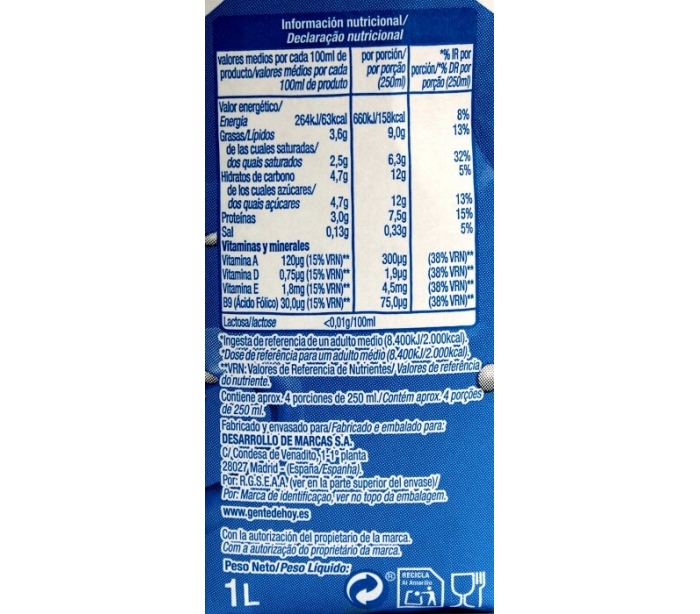 Información nutricional/
Declaração nutricional
valores medios por cada 100ml de producto/valores médios por cada 100ml de produto | por porción/ por porção (250ml) | *% IR por porción/*% DR por porção (250ml)
Valor energético/
Energia 264kJ/63kcal 660kJ/158kcal 8%
Grasas/Lípidos 3,6g 9,0g 13%
de las cuales saturadas/
dos quais saturados 2,5g 6,3g 32%
Hidratos de carbono 4,7g 12g 5%
de los cuales azúcares/
dos quais açúcares 4,7g 12g 13%
Proteínas 3,0g 7,5g 15%
Sal 0,13g 0,33g 5%
Vitaminas y minerales
Vitamina A 120µg (15% VRN)** 300µg (38% VRN)**
Vitamina D 0,75µg (15% VRN)** 1,9µg (38% VRN)**
Vitamina E 1,8mg (15% VRN)** 4,5mg (38% VRN)**
B9 (Ácido Fólico) 30,0µg (15% VRN)** 75,0µg (38% VRN)**
Lactosa/lactose <0,01g/100ml
*Ingesta de referencia de un adulto medio (8.400kJ/2.000kcal).
*Dose de referência para um adulto médio (8.400kJ/2.000kcal).
**VRN: Valores de Referencia de Nutrientes/ Valores de referência
do nutriente.
Contiene aprox. 4 porciones de 250 ml./Contém aprox. 4 porções
de 250 ml.
Fabricado y envasado para/Fabricado e embalado para:
DESARROLLO DE MARCAS S.A.
C/ Condesa de Venadito, 1-1º planta
28027 Madrid - (España/Espanha).
Por: R.G.S.E.A.A. (ver en la parte superior del envase)/
Por: Marca de identificação, ver no topo da embalagem.
www.gentedehoy.es
Con la autorización del propietario de la marca.
Com a autorização do proprietário da marca.
Peso Neto/Peso Líquido:
1L
®
RECICLA
Al Amarillo